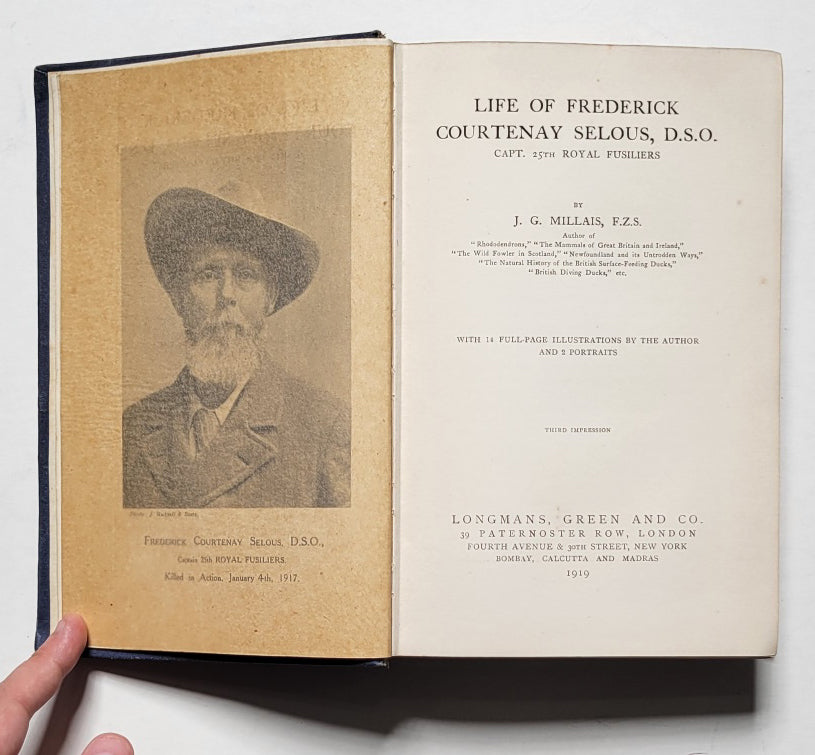 Photo: J. Russell & Sons.
FREDERICK COURTENAY SELOUS, D.S.O.,
Captain 25th ROYAL FUSILIERS.
Killed in Action, January 4th, 1917.
LIFE OF FREDERICK
COURTENAY SELOUS, D.S.O.
CAPT. 25TH ROYAL FUSILIERS
BY
J. G. MILLAIS, F.Z.S.
Author of
"Rhododendrons," "The Mammals of Great Britain and Ireland,"
"The Wild Fowler in Scotland," "Newfoundland and its Untrodden Ways,"
"The Natural History of the British Surface-Feeding Ducks,"
"British Diving Ducks," etc.
WITH 14 FULL-PAGE ILLUSTRATIONS BY THE AUTHOR
AND 2 PORTRAITS
THIRD IMPRESSION
LONGMANS, GREEN AND CO.
39 PATERNOSTER ROW, LONDON
FOURTH AVENUE & 30TH STREET, NEW YORK
BOMBAY, CALCUTTA AND MADRAS
1919